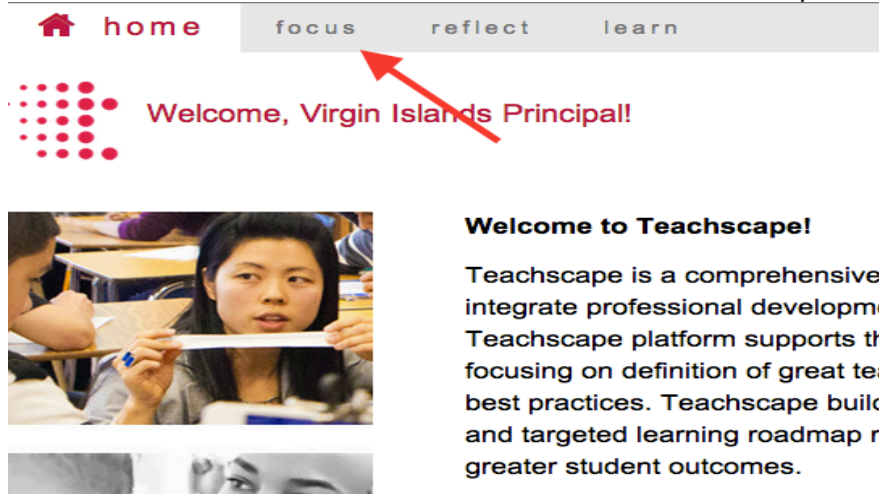 home focus reflect learn
Welcome, Virgin Islands Principal!
Welcome to Teachscape!
Teachscape is a comprehensive
integrate professional developm
Teachscape platform supports th
focusing on definition of great te
best practices. Teachscape build
and targeted learning roadmap
greater student outcomes.